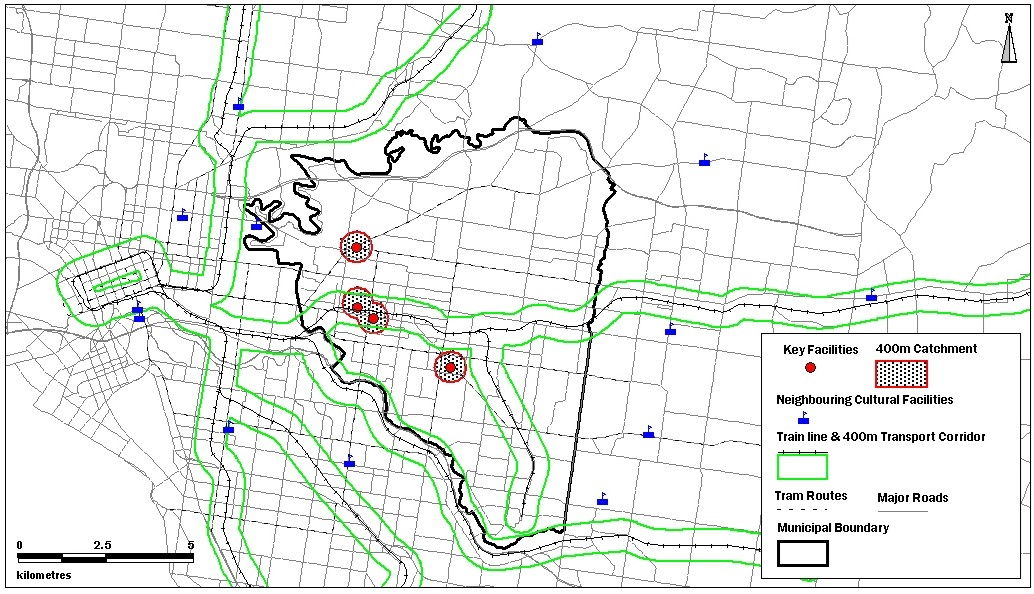 N
Key Facilities 400m Catchment
Neighbouring Cultural Facilities
Train line & 400m Transport Corridor
Tram Routes Major Roads
Municipal Boundary
0 2.5 5
kilometres